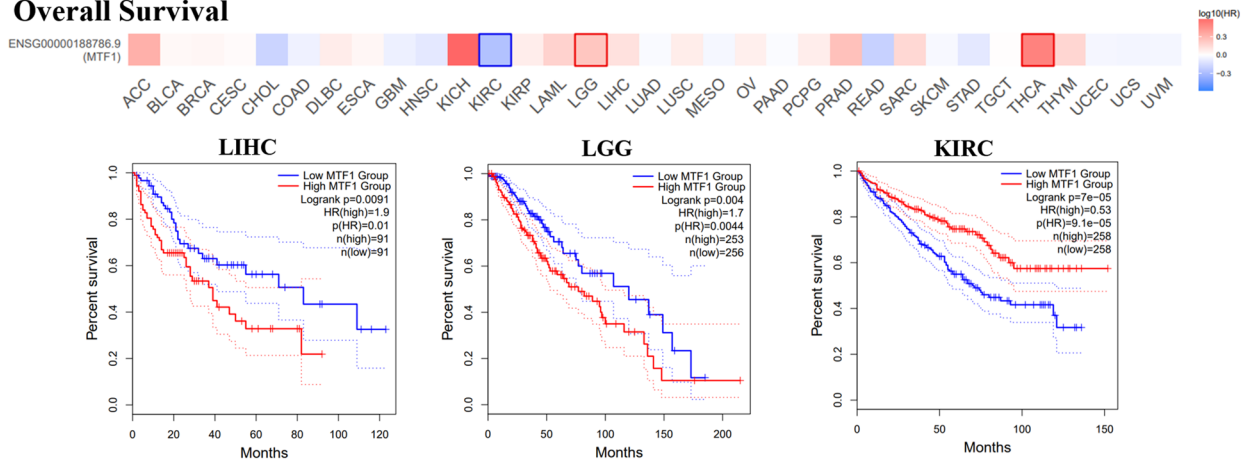 Overall Survival
log10(HR)
ENSG00000188786.9
(MTF1)
0.3
0.0
−0.3
ACC BLCA BRCA CESC CHOL COAD DLBC ESCA GBM HNSC KICH KIRC KIRP LAML LGG LIHC LUAD LUSC MESO OV PAAD PCPG PRAD READ SARC SKCM STAD TGCT THCA THYM UCEC UCS UVM
LIHC
Low MTF1 Group
High MTF1 Group
Logrank p=0.0091
HR(high)=1.9
p(HR)=0.01
n(high)=91
n(low)=91
Percent survival
1.0
0.8
0.6
0.4
0.2
0.0
0 20 40 60 80 100 120
Months
LGG
Low MTF1 Group
High MTF1 Group
Logrank p=0.004
HR(high)=1.7
p(HR)=0.0044
n(high)=253
n(low)=256
Percent survival
1.0
0.8
0.6
0.4
0.2
0.0
0 50 100 150 200
Months
KIRC
Low MTF1 Group
High MTF1 Group
Logrank p=7e−05
HR(high)=0.53
p(HR)=9.1e−05
n(high)=258
n(low)=258
Percent survival
1.0
0.8
0.6
0.4
0.2
0.0
0 50 100 150
Months